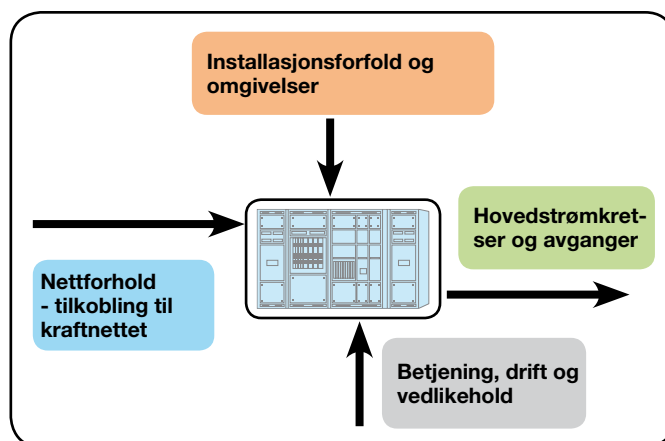 Installasjonsforfold og
omgivelser
Hovedstrømkret-
ser og avganger
Nettforhold
- tilkobling til
kraftnettet
Betjening, drift og
vedlikehold